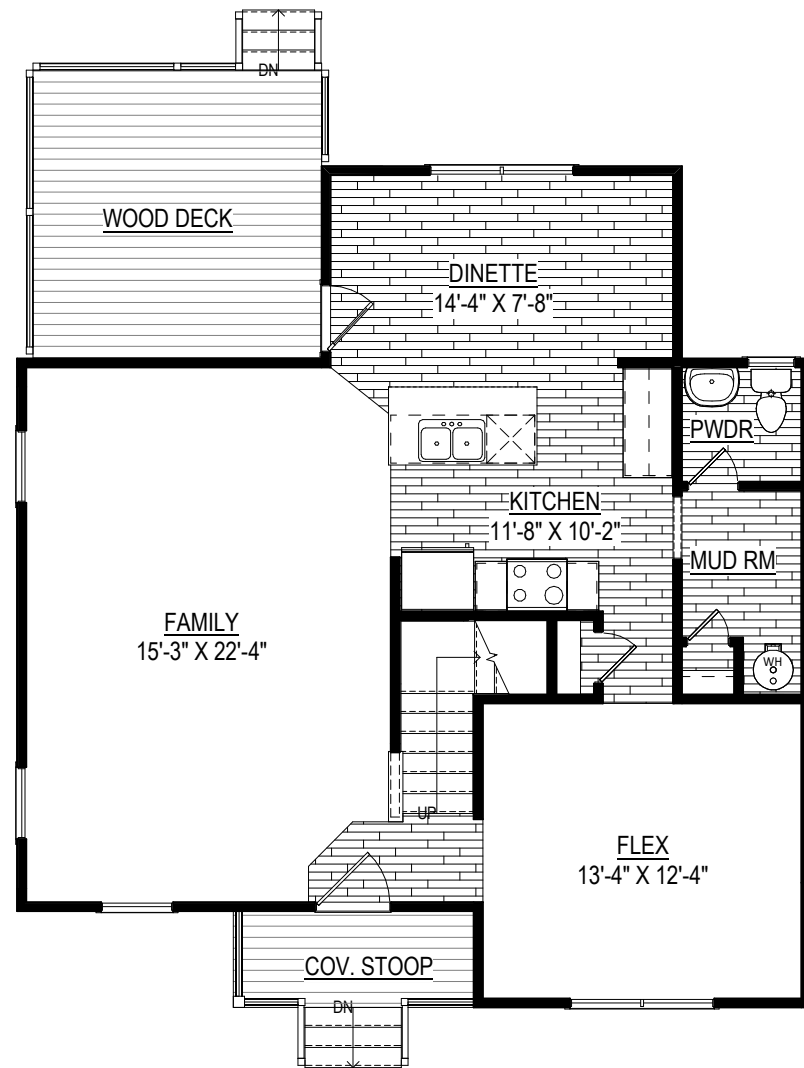 DN
WOOD DECK
DINETTE
14'-4" X 7'-8"
PWDR
KITCHEN
11'-8" X 10'-2"
MUD RM
FAMILY
15'-3" X 22'-4"
WH
UP
FLEX
13'-4" X 12'-4"
COV. STOOP
DN